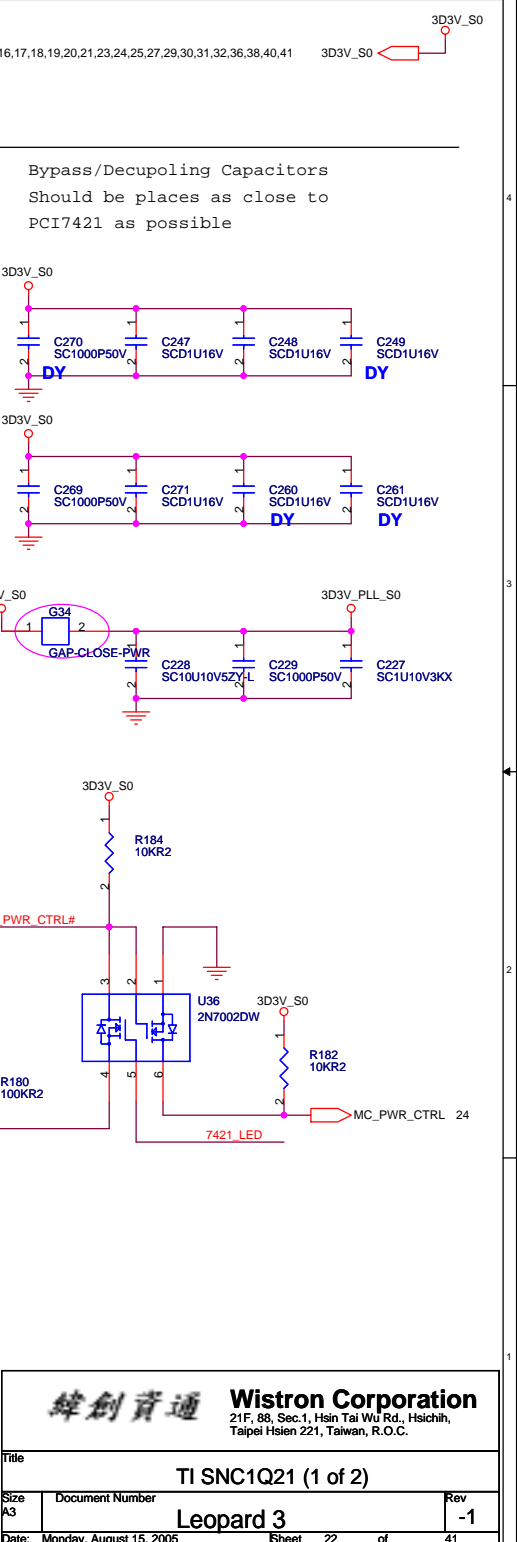 3D3V_S0
16,17,18,19,20,21,23,24,25,27,29,30,31,32,36,38,40,41 3D3V_S0
Bypass/Decupoling Capacitors
Should be places as close to
PCI7421 as possible
4
3D3V_S0
1 1 1 1
C270 C247 C248 C249
SC1000P50V SCD1U16V SCD1U16V SCD1U16V
2 2 2 2
DY DY
3D3V_S0
1 1 1 1
C269 C271 C260 C261
SC1000P50V SCD1U16V SCD1U16V SCD1U16V
2 2 2 2
DY DY
3
V_S0 3D3V_PLL_S0
G34
1 2
GAP-CLOSE-PWR
1 1 1
C228 C229 C227
SC10U10V5ZY-L SC1000P50V SC1U10V3KX
2 2 2
3D3V_S0
1
R184
10KR2
2
PWR_CTRL#
2
3 2 1
U36
2N7002DW
3D3V_S0
1
R182
10KR2
2
4 5 6
R180
100KR2
MC_PWR_CTRL 24
7421_LED
1
緯創資通
Wistron Corporation
21F, 88, Sec.1, Hsin Tai Wu Rd., Hsichih,
Taipei Hsien 221, Taiwan, R.O.C.
Title
TI SNC1Q21 (1 of 2)
Size Document Number Rev
A3 Leopard 3 -1
Date: Monday, August 15, 2005 Sheet 22 of 41